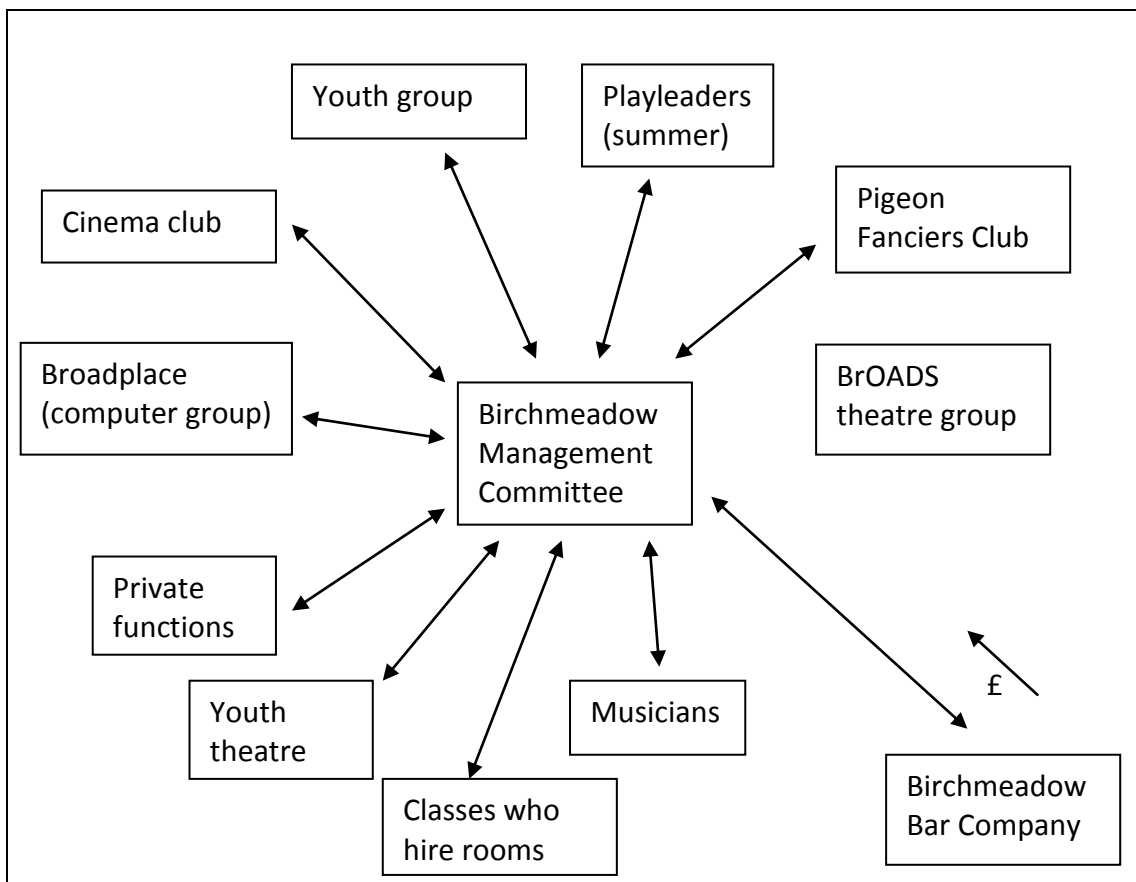 Youth group
Playleaders
(summer)
Cinema club
Pigeon
Fanciers Club
Broadplace
(computer group)
Birchmeadow
Management
Committee
BrOADS
theatre group
Private
functions
Youth
theatre
Classes who
hire rooms
Musicians
£
Birchmeadow
Bar Company